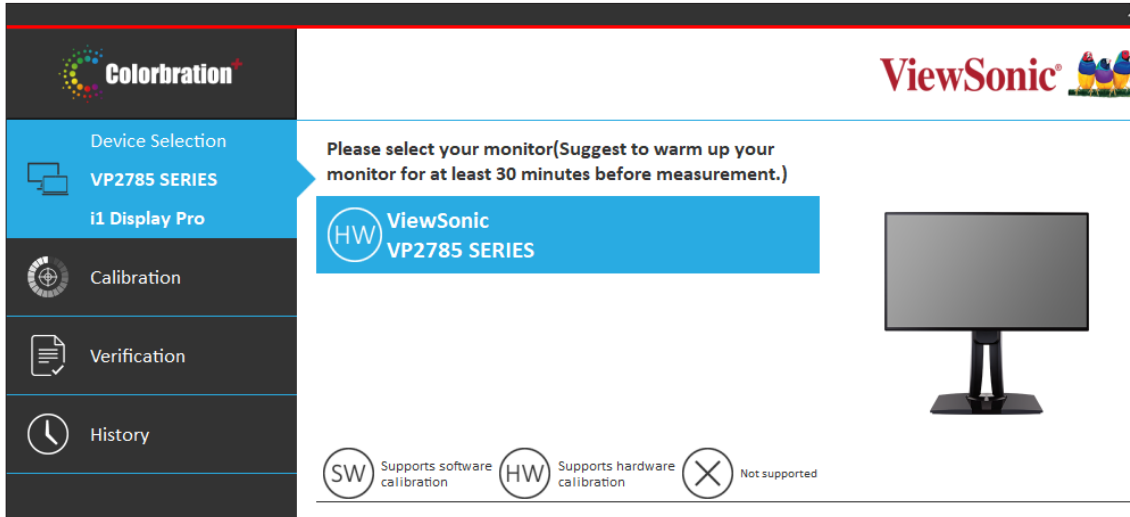 Colorbration+
ViewSonic®
Device Selection
VP2785 SERIES
i1 Display Pro
Calibration
Verification
History
Please select your monitor(Suggest to warm up your
monitor for at least 30 minutes before measurement.)
HW
ViewSonic
VP2785 SERIES
SW
Supports software
calibration
HW
Supports hardware
calibration
Not supported